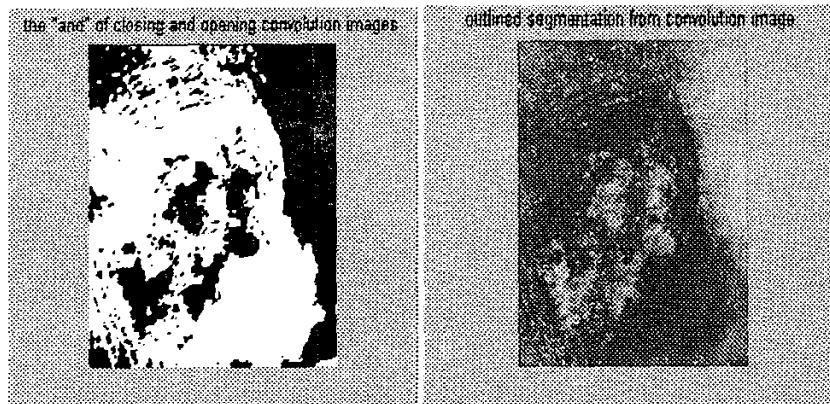 the "and" of closing and opening convolution images
outlined segmentation from convolution image